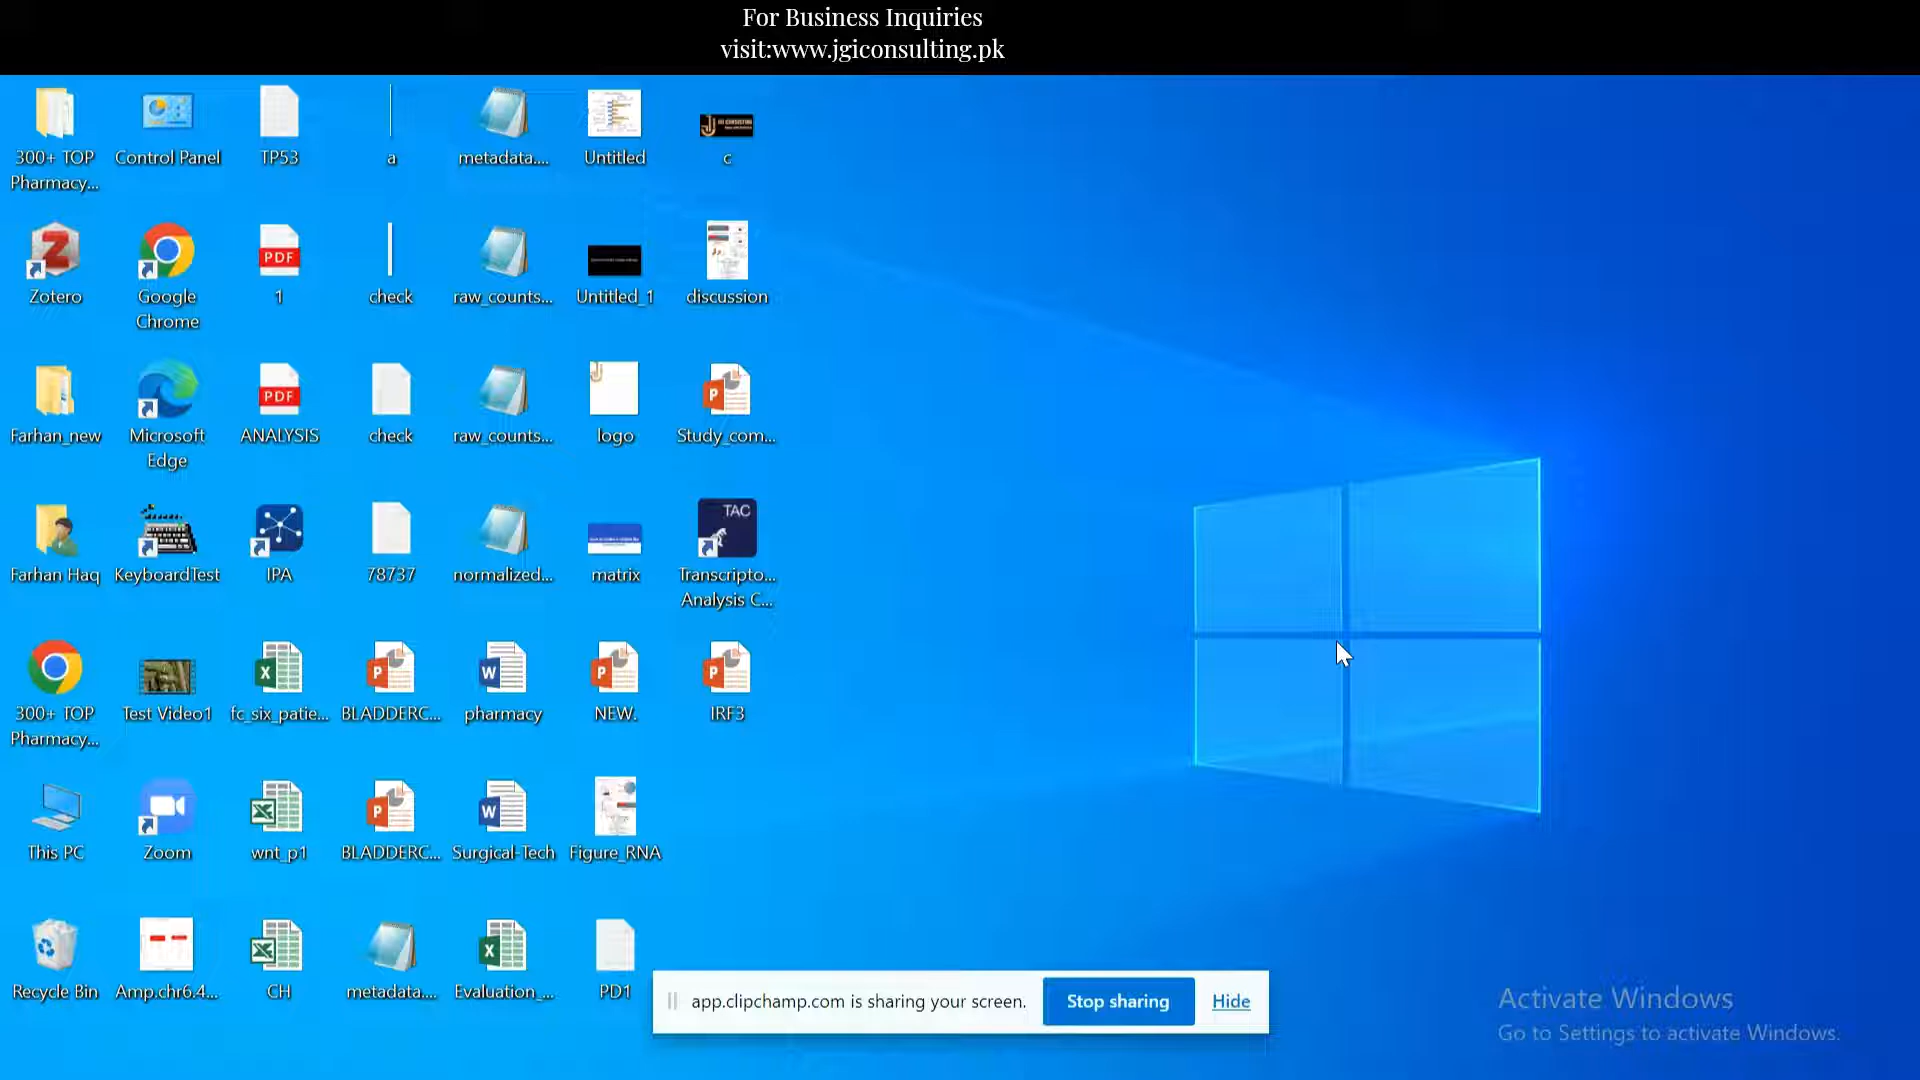 For Business Inquiries
visit:www.jgiconsulting.pk
300+ TOP
Pharmacy...
Control Panel
TP53
a
metadata....
Untitled
c
Zotero
Google
Chrome
PDF
1
check
raw_counts...
Untitled_1
discussion
Farhan_new
Microsoft
Edge
PDF
ANALYSIS
check
raw_counts...
logo
Study_com...
Farhan Haq
KeyboardTest
IPA
78737
normalized...
matrix
TAC
Transcripto...
Analysis C...
300+ TOP
Pharmacy...
Test Video1
fc_six_patie...
BLADDERC...
pharmacy
NEW.
IRF3
This PC
Zoom
wnt_p1
BLADDERC...
Surgical-Tech
Figure_RNA
Recycle Bin
Amp.chr6.4...
CH
metadata....
Evaluation_...
PD1
app.clipchamp.com is sharing your screen.
Stop sharing
Hide
Activate Windows
Go to Settings to activate Windows.